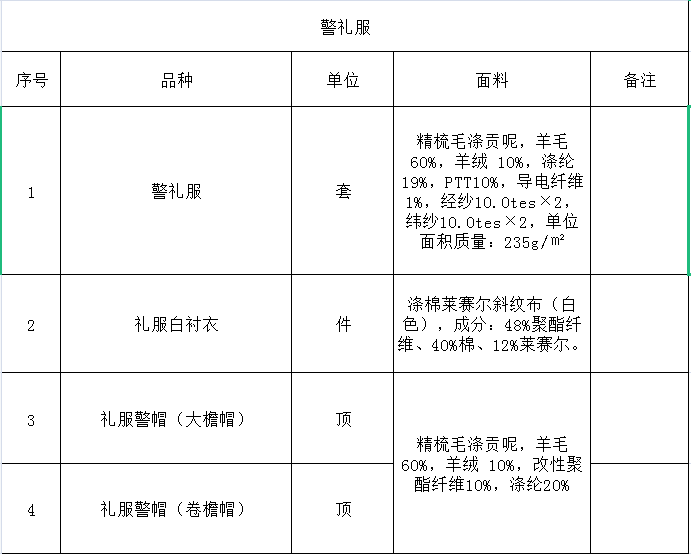 警礼服
序号 品种 单位 面料 备注
1 警礼服 套
精梳毛涤贡呢，羊毛
60%，羊绒 10%，涤纶
19%，PTT10%，导电纤维
1%，经纱10.0tes×2，
纬纱10.0tes×2，单位
面积质量：235g/㎡
2 礼服白衬衣 件
涤棉莱赛尔斜纹布（白
色），成分：48%聚酯纤
维、40%棉、12%莱赛尔。
3 礼服警帽（大檐帽） 顶
精梳毛涤贡呢，羊毛
60%，羊绒 10%，改性聚
酯纤维10%，涤纶20%
4 礼服警帽（卷檐帽） 顶